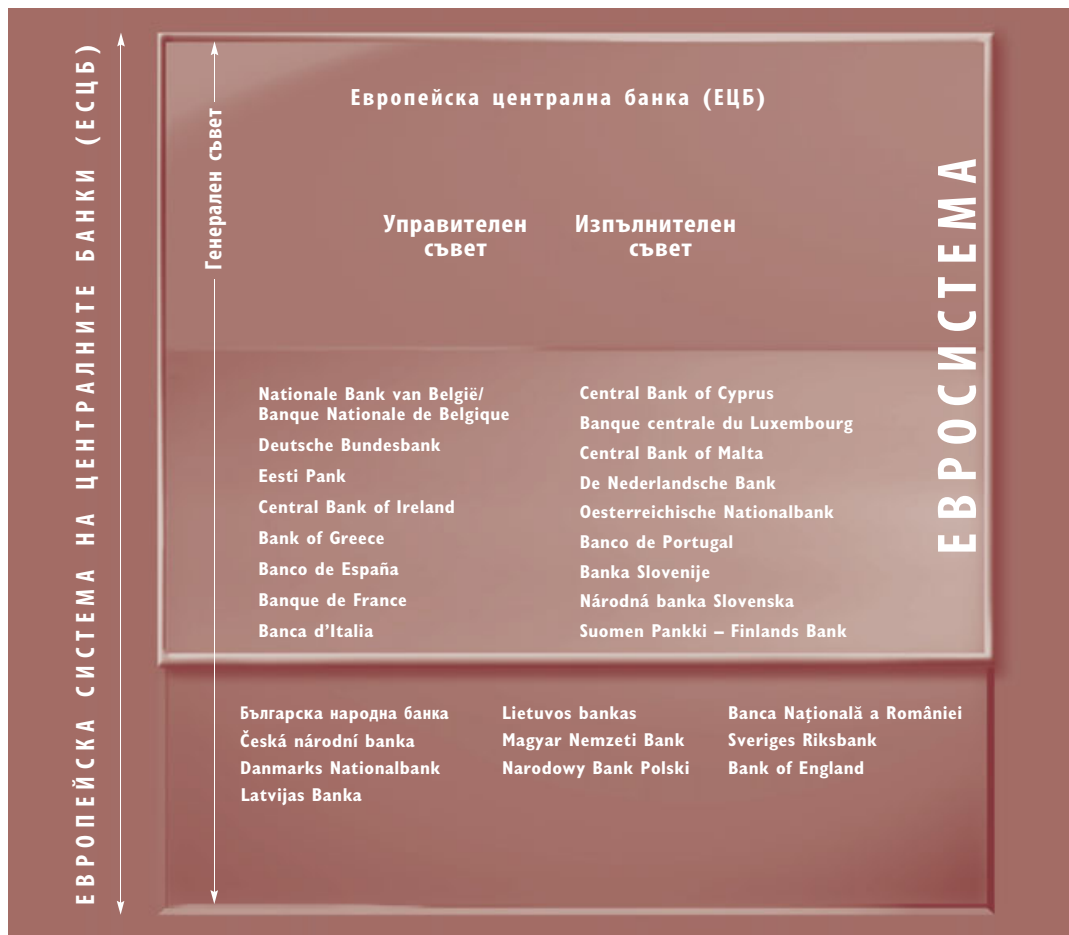 ЕВРОПЕЙСКА СИСТЕМА НА ЦЕНТРАЛНИТЕ БАНКИ (ЕСЦБ)
Генерален съвет
Европейска централна банка (ЕЦБ)
Управителен
съвет
Изпълнителен
съвет
ЕВРОСИСТЕМА
Nationale Bank van België/
Banque Nationale de Belgique
Deutsche Bundesbank
Eesti Pank
Central Bank of Ireland
Bank of Greece
Banco de España
Banque de France
Banca d’Italia
Central Bank of Cyprus
Banque centrale du Luxembourg
Central Bank of Malta
De Nederlandsche Bank
Oesterreichische Nationalbank
Banco de Portugal
Banka Slovenije
Národná banka Slovenska
Suomen Pankki – Finlands Bank
Българска народна банка
Česká národní banka
Danmarks Nationalbank
Latvijas Banka
Lietuvos bankas
Magyar Nemzeti Bank
Narodowy Bank Polski
Banca Națională a României
Sveriges Riksbank
Bank of England